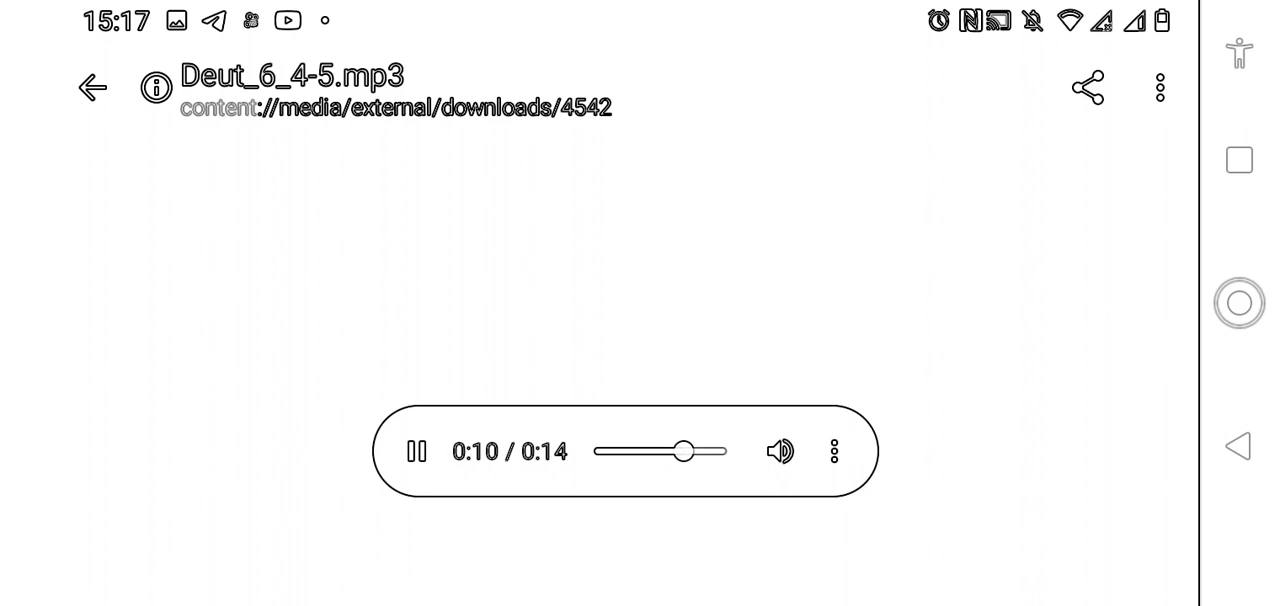 15:17
Deut_6_4-5.mp3
content://media/external/downloads/4542
0:10 / 0:14